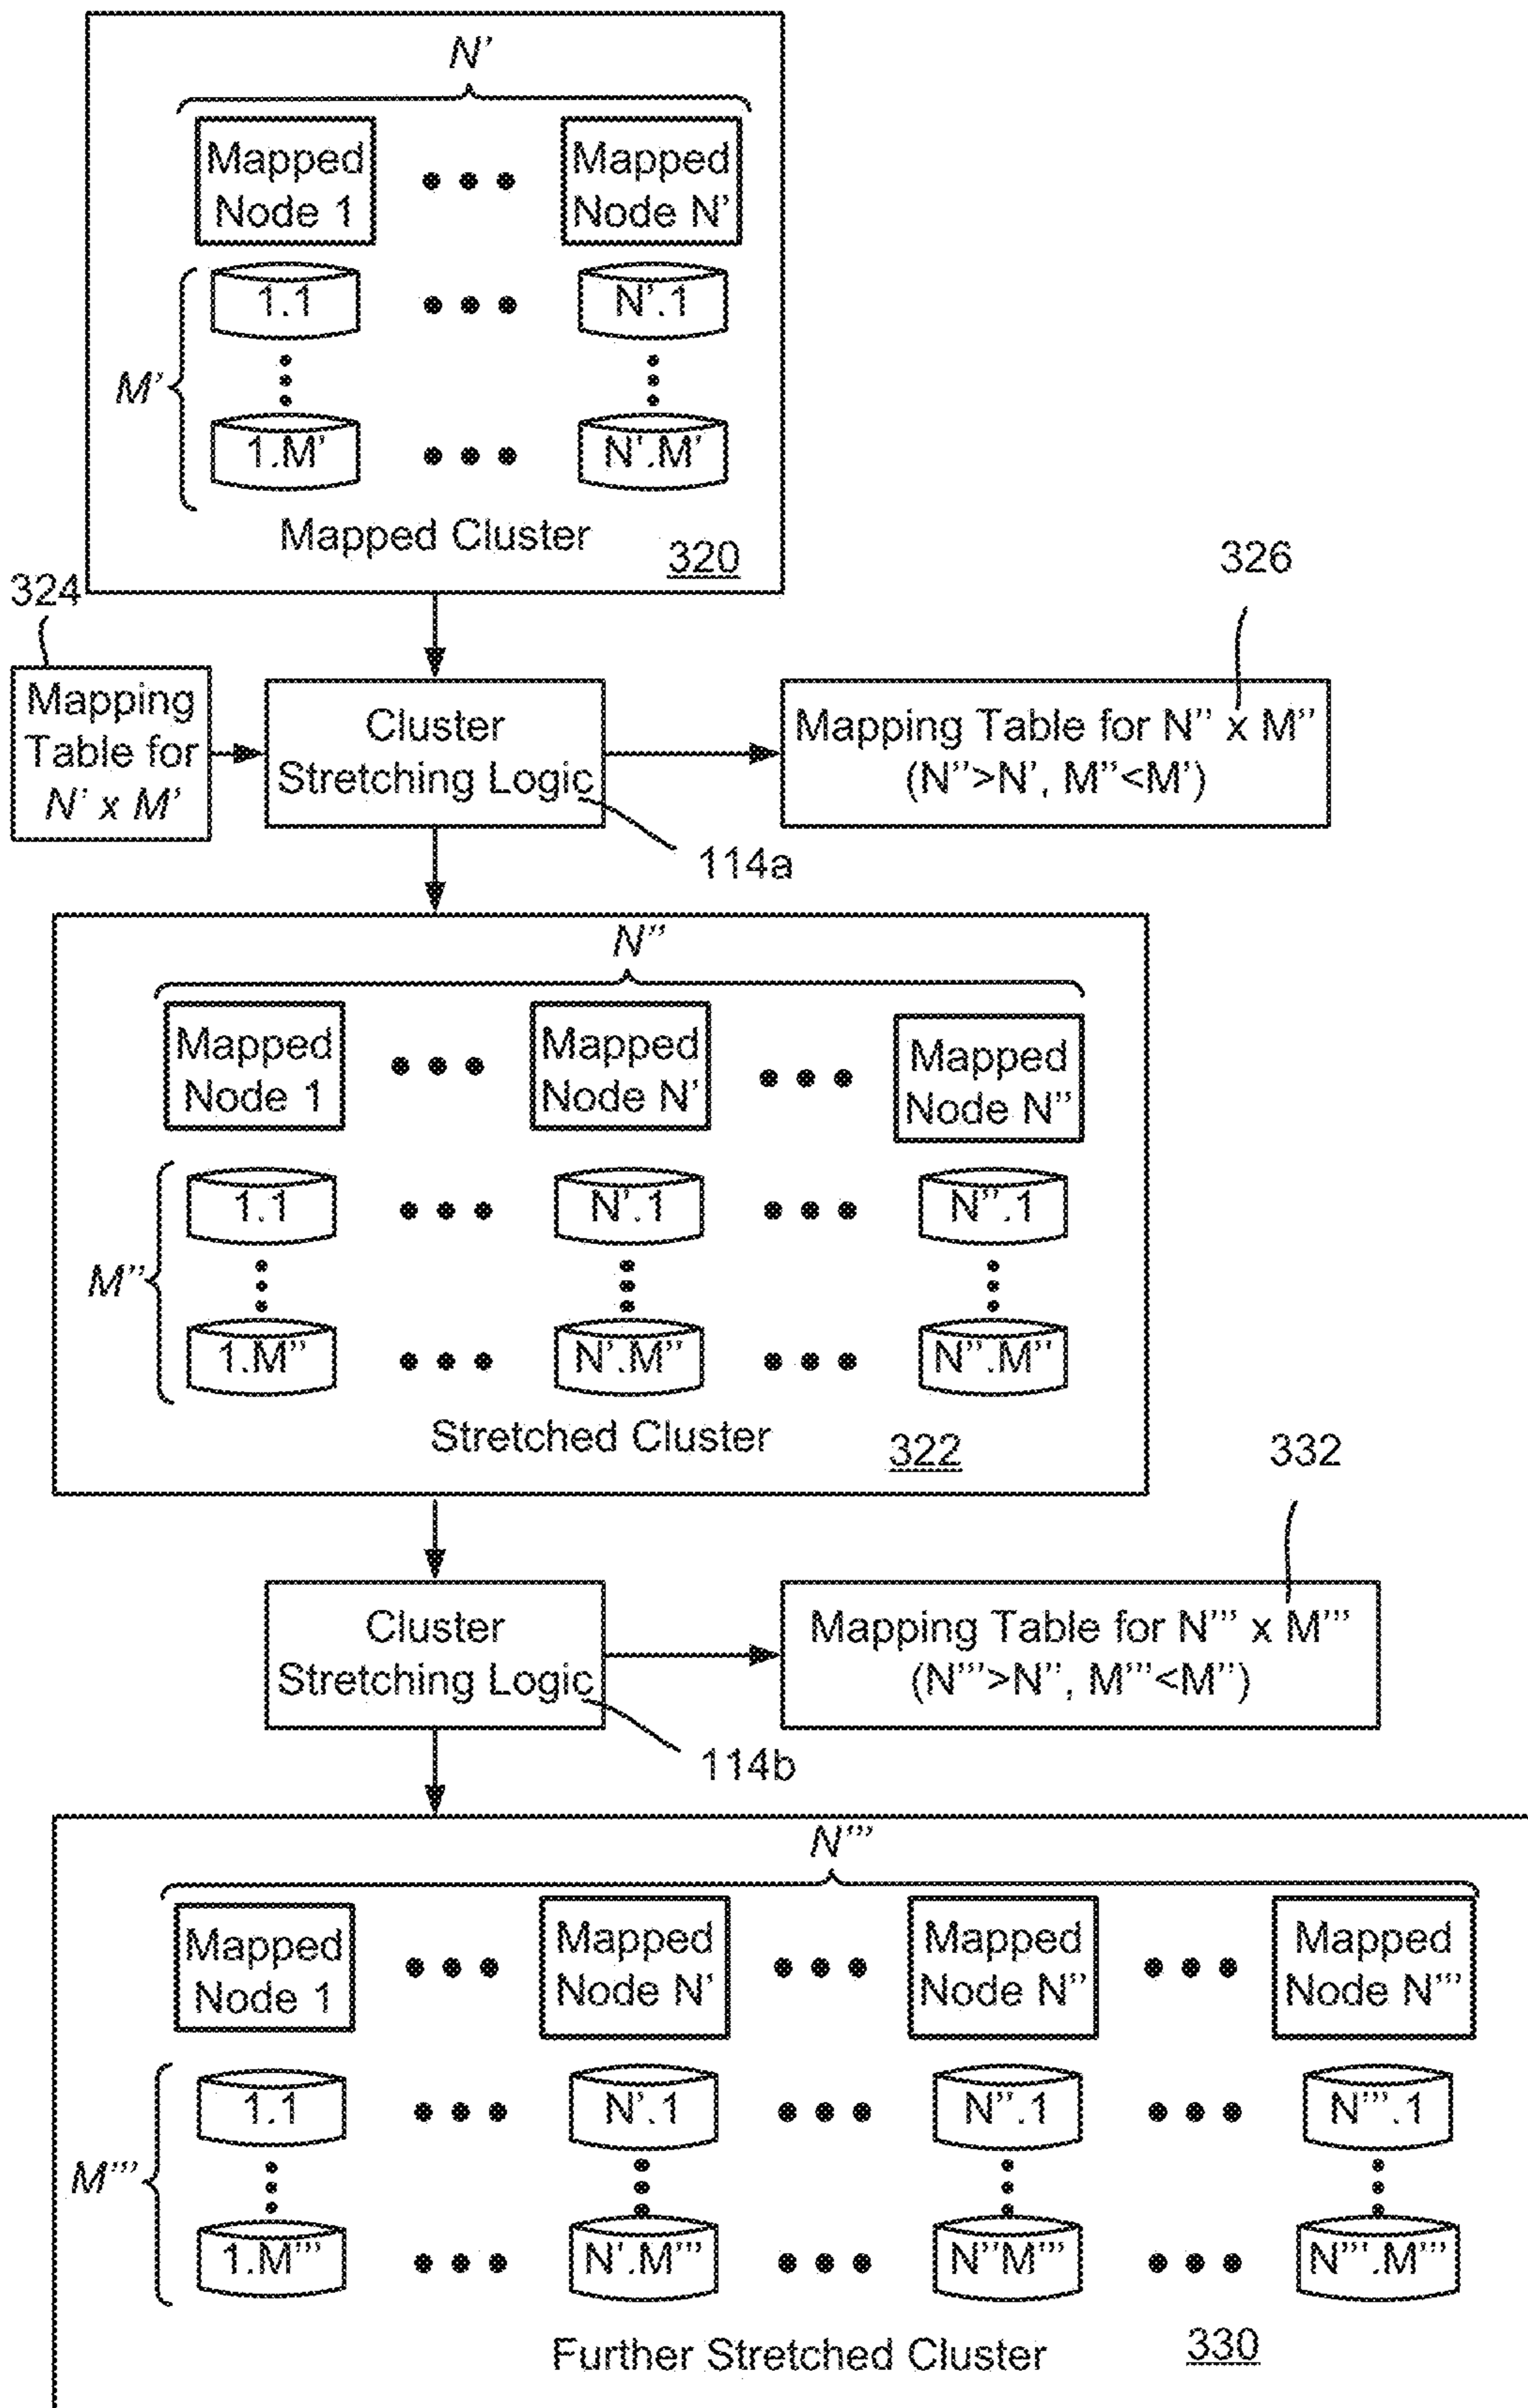 N'
Mapped Node 1
Mapped Node N'
1.1
N'.1
M'
1.M'
N'.M'
Mapped Cluster
320
324
326
Mapping
Table for
N' x M'
Cluster
Stretching Logic
Mapping Table for N'' x M''
(N''>N', M''<M')
114a
N''
Mapped Node 1
Mapped Node N'
Mapped Node N''
1.1
N'.1
N''.1
M''
1.M''
N'.M''
N''.M''
Stretched Cluster
322
332
Cluster
Stretching Logic
Mapping Table for N''' x M'''
(N'''>N'', M'''<M'')
114b
N'''
Mapped Node 1
Mapped Node N'
Mapped Node N''
Mapped Node N'''
1.1
N'.1
N''.1
N'''.1
M'''
1.M'''
N'.M'''
N''M'''
N'''.M'''
Further Stretched Cluster
330